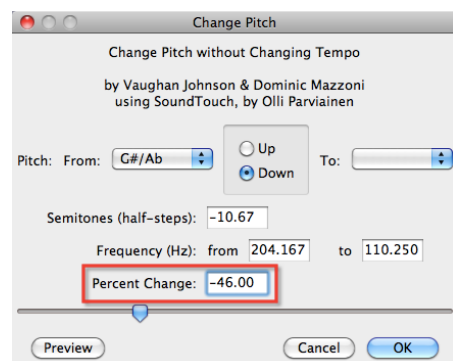 Change Pitch
Change Pitch without Changing Tempo
by Vaughan Johnson & Dominic Mazzoni
using SoundTouch, by Olli Parviainen
Pitch: From: G#/Ab Up Down To:
Semitones (half-steps): -10.67
Frequency (Hz): from 204.167 to 110.250
Percent Change: -46.00
Preview Cancel OK